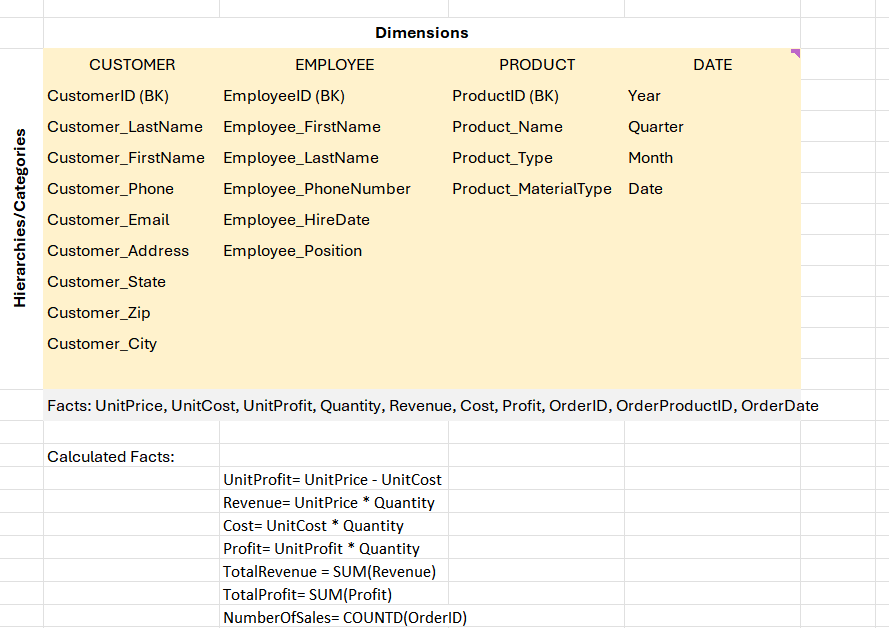 Dimensions
Hierarchies/Categories
CUSTOMER EMPLOYEE PRODUCT DATE
CustomerID (BK) EmployeeID (BK) ProductID (BK) Year
Customer_LastName Employee_FirstName Product_Name Quarter
Customer_FirstName Employee_LastName Product_Type Month
Customer_Phone Employee_PhoneNumber Product_MaterialType Date
Customer_Email Employee_HireDate
Customer_Address Employee_Position
Customer_State
Customer_Zip
Customer_City
Facts: UnitPrice, UnitCost, UnitProfit, Quantity, Revenue, Cost, Profit, OrderID, OrderProductID, OrderDate
Calculated Facts:
UnitProfit= UnitPrice - UnitCost
Revenue= UnitPrice * Quantity
Cost= UnitCost * Quantity
Profit= UnitProfit * Quantity
TotalRevenue = SUM(Revenue)
TotalProfit= SUM(Profit)
NumberOfSales= COUNTD(OrderID)